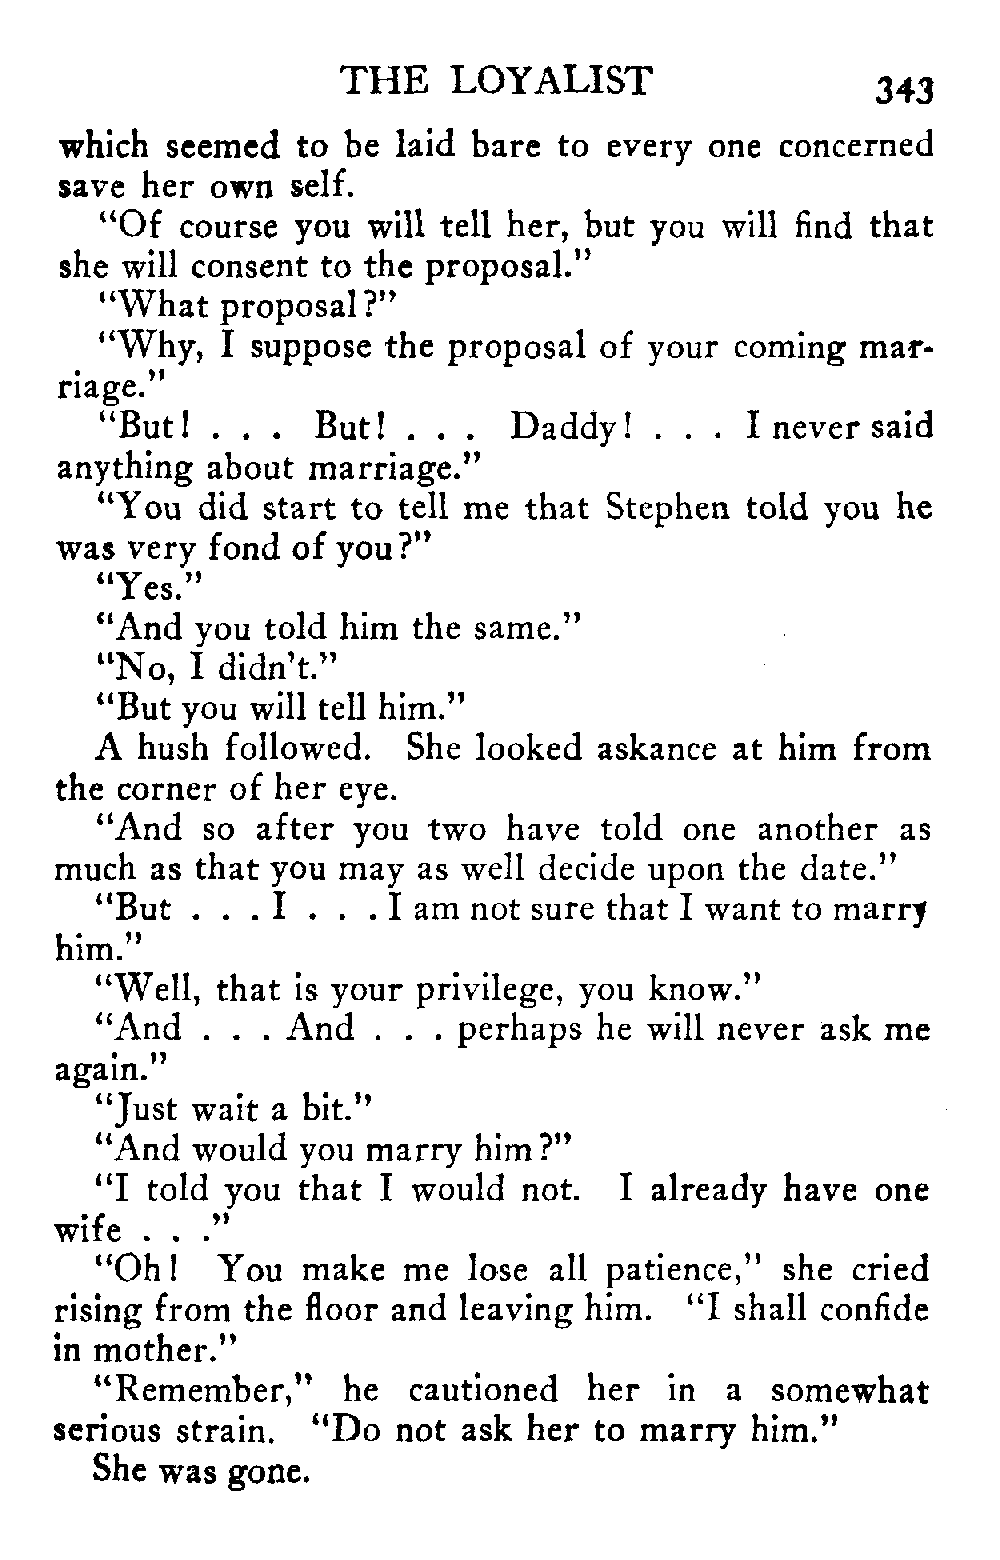 THE LOYALIST 343
which seemed to be laid bare to every one concerned
save her own self.
"Of course you will tell her, but you will find that
she will consent to the proposal."
"What proposal?"
"Why, I suppose the proposal of your coming mar-
riage."
"But! . . . But! . . . Daddy! . . . I never said
anything about marriage."
"You did start to tell me that Stephen told you he
was very fond of you?"
"Yes."
"And you told him the same."
"No, I didn't."
"But you will tell him."
A hush followed. She looked askance at him from
the corner of her eye.
"And so after you two have told one another as
much as that you may as well decide upon the date."
"But . . . I . . . I am not sure that I want to marry
him."
"Well, that is your privilege, you know."
"And . . . And . . . perhaps he will never ask me
again."
"Just wait a bit."
"And would you marry him?"
"I told you that I would not. I already have one
wife . . ."
"Oh! You make me lose all patience," she cried
rising from the floor and leaving him. "I shall confide
in mother."
"Remember," he cautioned her in a somewhat
serious strain. "Do not ask her to marry him."
She was gone.